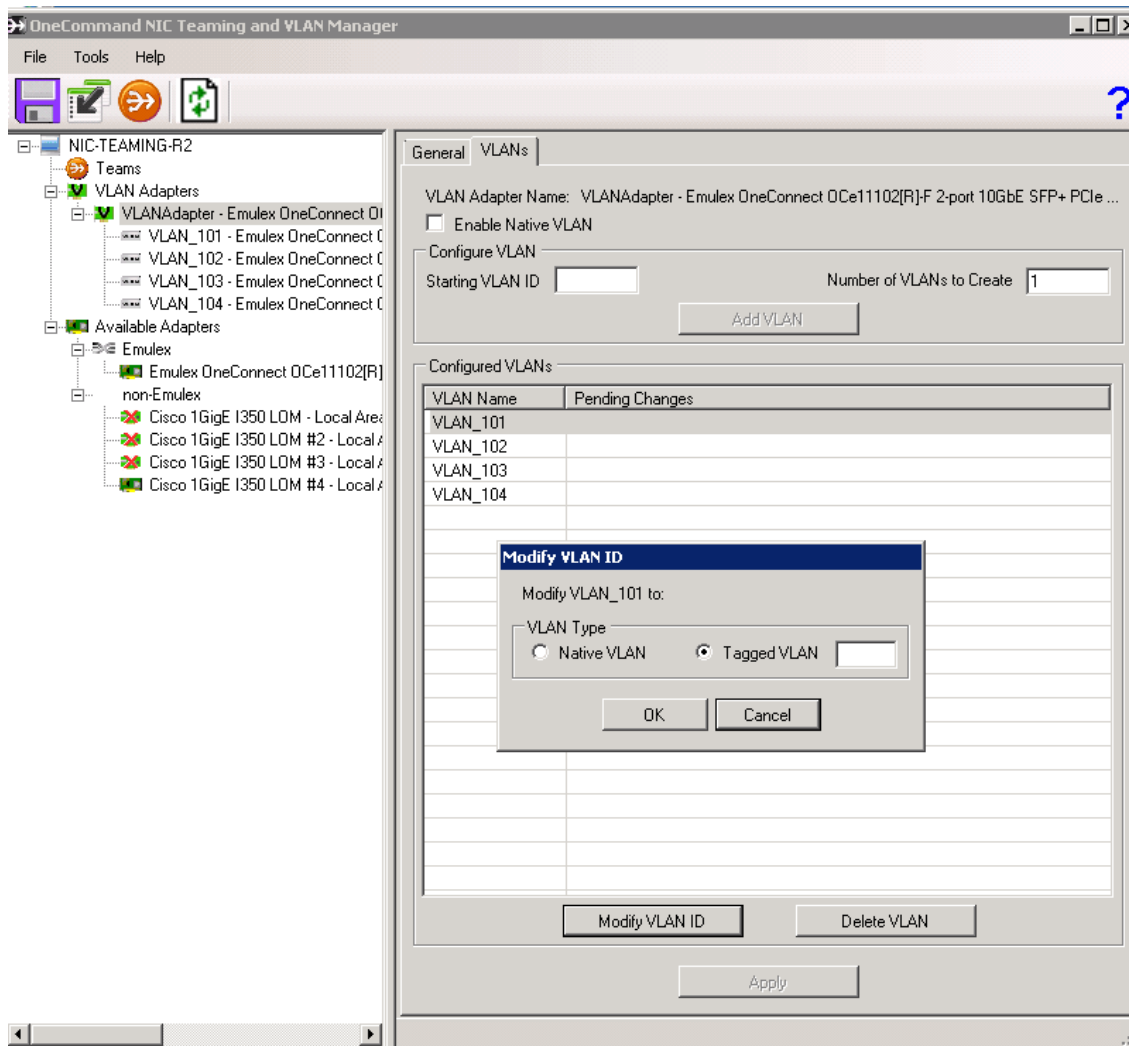 OneCommand NIC Teaming and VLAN Manager
File Tools Help
?
NIC-TEAMING-R2
Teams
VLAN Adapters
VLANAdapter - Emulex OneConnect
VLAN_101 - Emulex OneConnect
VLAN_102 - Emulex OneConnect
VLAN_103 - Emulex OneConnect
VLAN_104 - Emulex OneConnect
Available Adapters
Emulex
Emulex OneConnect OCe11102[R]
non-Emulex
Cisco 1GigE I350 LOM - Local Area
Cisco 1GigE I350 LOM #2 - Local
Cisco 1GigE I350 LOM #3 - Local
Cisco 1GigE I350 LOM #4 - Local
General VLANs
VLAN Adapter Name: VLANAdapter - Emulex OneConnect OCe11102[R]-F 2-port 10GbE SFP+ PCIe ...
Enable Native VLAN
Configure VLAN
Starting VLAN ID Number of VLANs to Create 1
Add VLAN
Configured VLANs
VLAN Name Pending Changes
VLAN_101
VLAN_102
VLAN_103
VLAN_104
Modify VLAN ID
Modify VLAN_101 to:
VLAN Type
Native VLAN Tagged VLAN
OK Cancel
Modify VLAN ID Delete VLAN
Apply